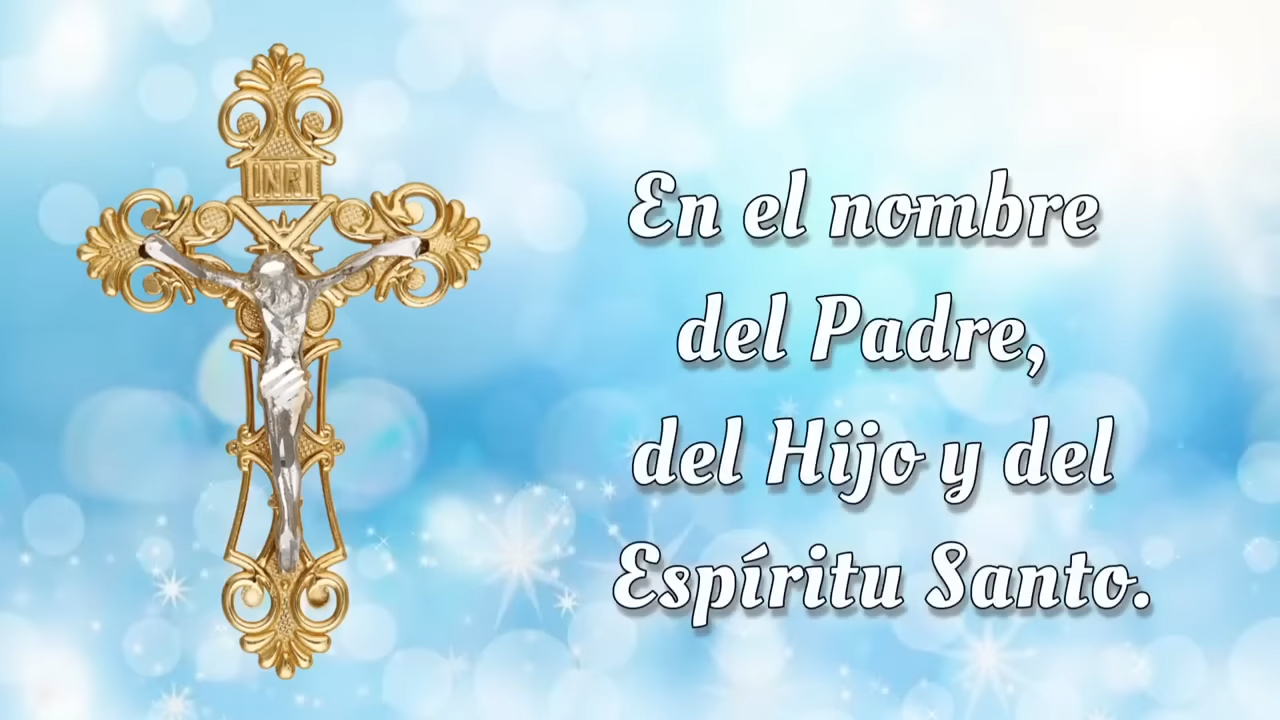 INRI
En el nombre
del Padre,
del Hijo y del
Espíritu Santo.